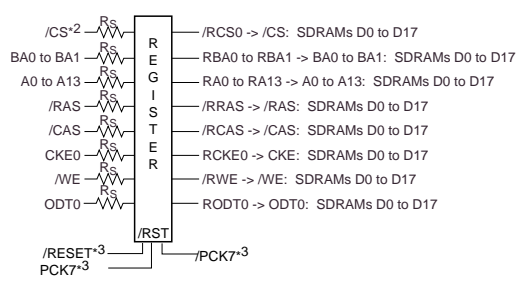 /CS*2 RS /RCS0 -> /CS: SDRAMs D0 to D17
BA0 to BA1 RS RBA0 to RBA1 -> BA0 to BA1: SDRAMs D0 to D17
A0 to A13 RS RA0 to RA13 -> A0 to A13: SDRAMs D0 to D17
/RAS RS /RRAS -> /RAS: SDRAMs D0 to D17
/CAS RS /RCAS -> /CAS: SDRAMs D0 to D17
CKE0 RS RCKE0 -> CKE: SDRAMs D0 to D17
/WE RS /RWE -> /WE: SDRAMs D0 to D17
ODT0 RS RODT0 -> ODT0: SDRAMs D0 to D17
REGISTER
/RST
/RESET*3 /PCK7*3
PCK7*3